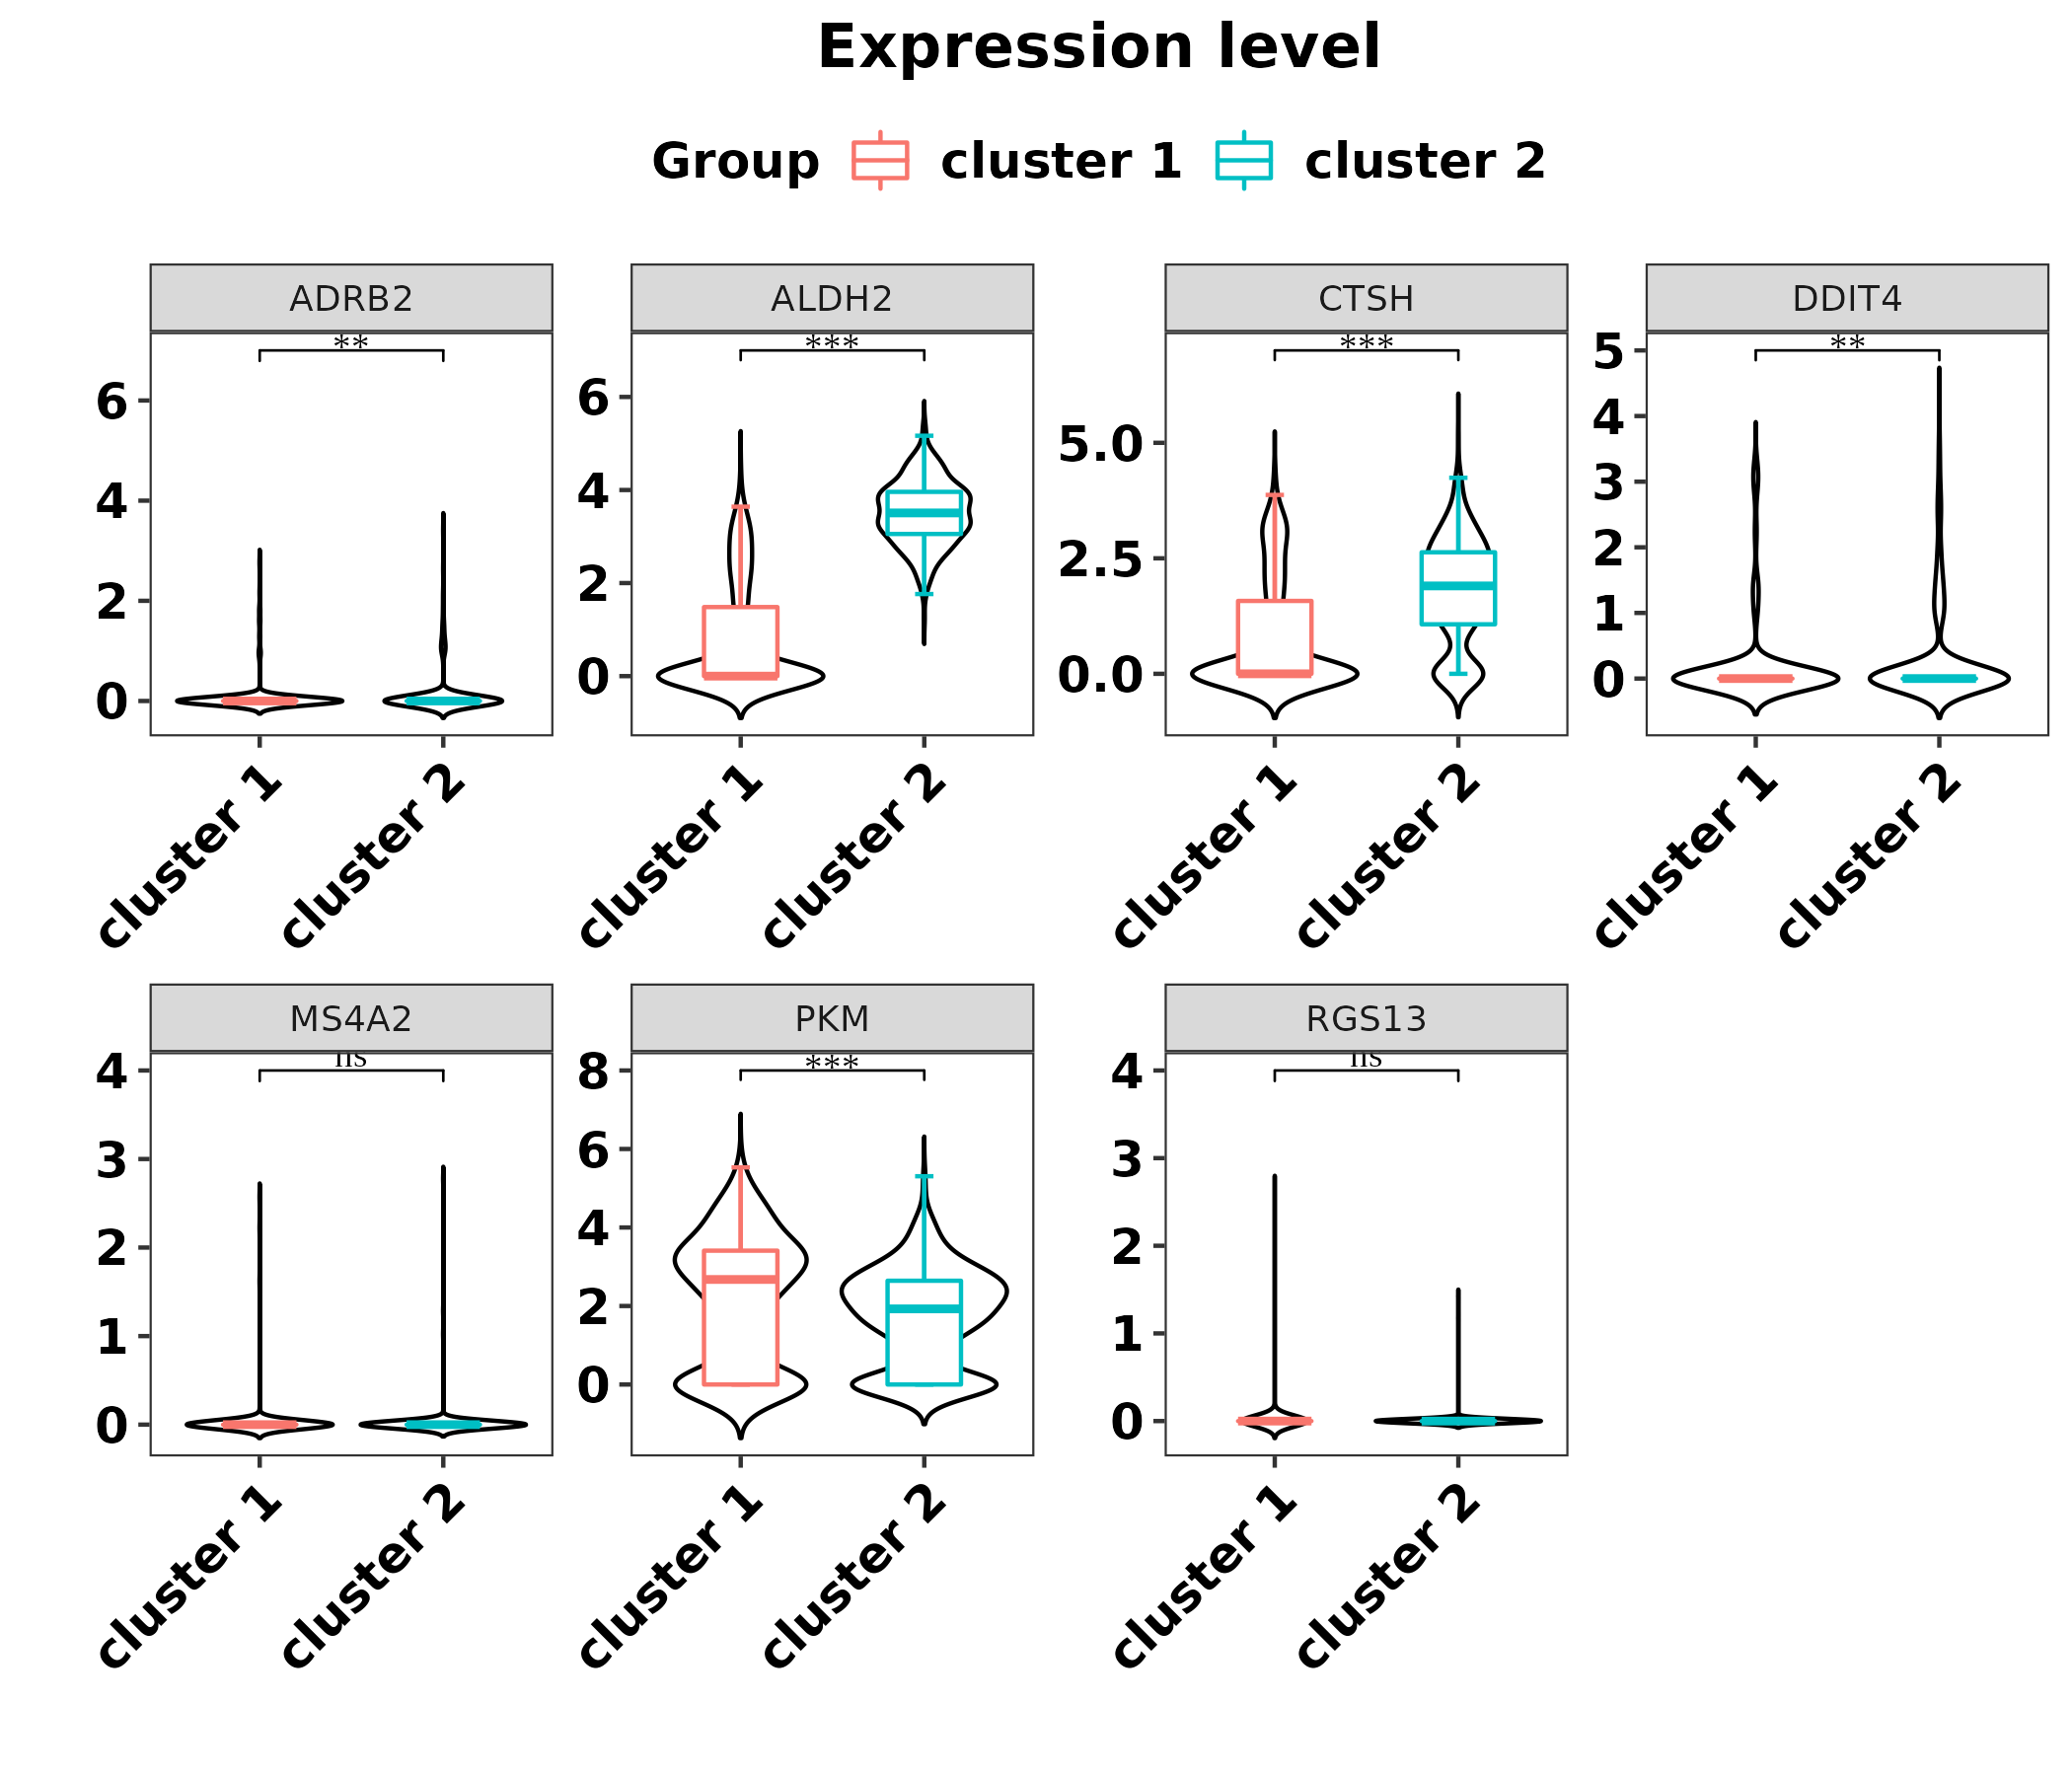 Expression level
Group cluster 1 cluster 2
ADRB2 ALDH2 CTSH DDIT4
** *** *** **
6 4 2 0
6 4 2 0
5.0 2.5 0.0
5 4 3 2 1 0
cluster 1 cluster 2 cluster 1 cluster 2 cluster 1 cluster 2 cluster 1 cluster 2
MS4A2 PKM RGS13
ns *** ns
4 3 2 1 0
8 6 4 2 0
4 3 2 1 0
cluster 1 cluster 2 cluster 1 cluster 2 cluster 1 cluster 2